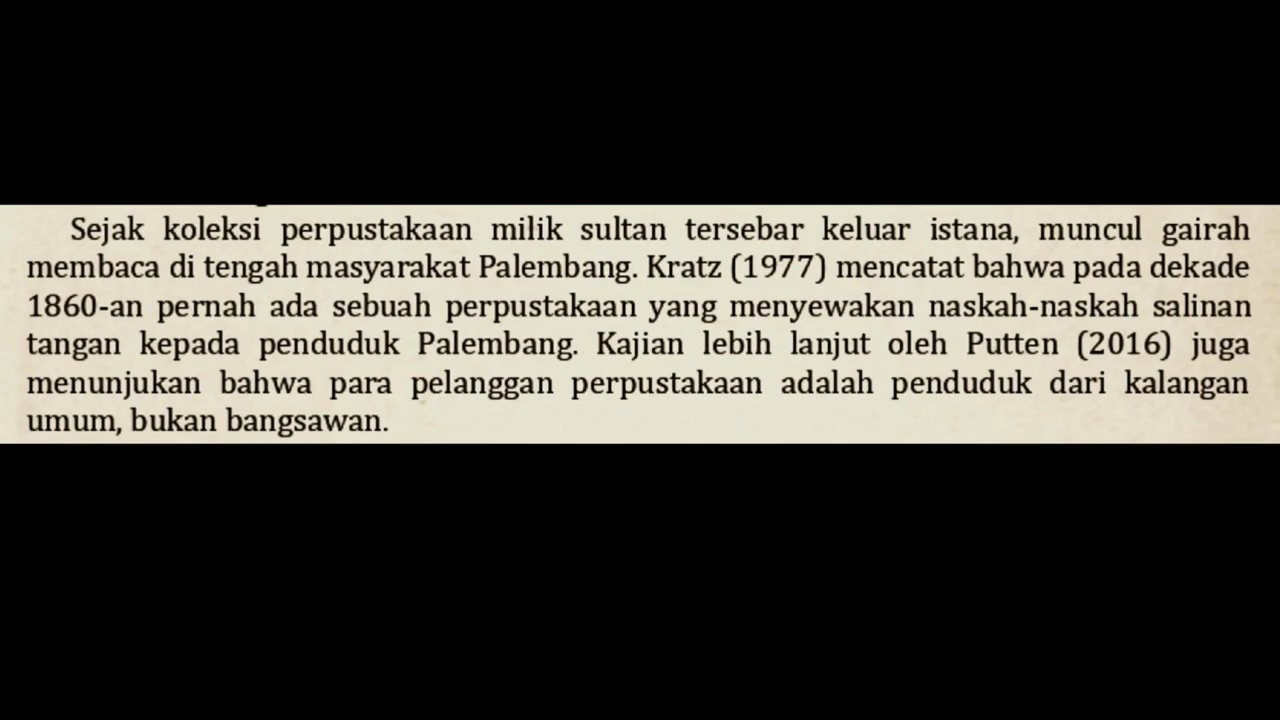 Sejak koleksi perpustakaan milik sultan tersebar keluar istana, muncul gairah
membaca di tengah masyarakat Palembang. Kratz (1977) mencatat bahwa pada dekade
1860-an pernah ada sebuah perpustakaan yang menyewakan naskah-naskah salinan
tangan kepada penduduk Palembang. Kajian lebih lanjut oleh Putten (2016) juga
menunjukan bahwa para pelanggan perpustakaan adalah penduduk dari kalangan
umum, bukan bangsawan.